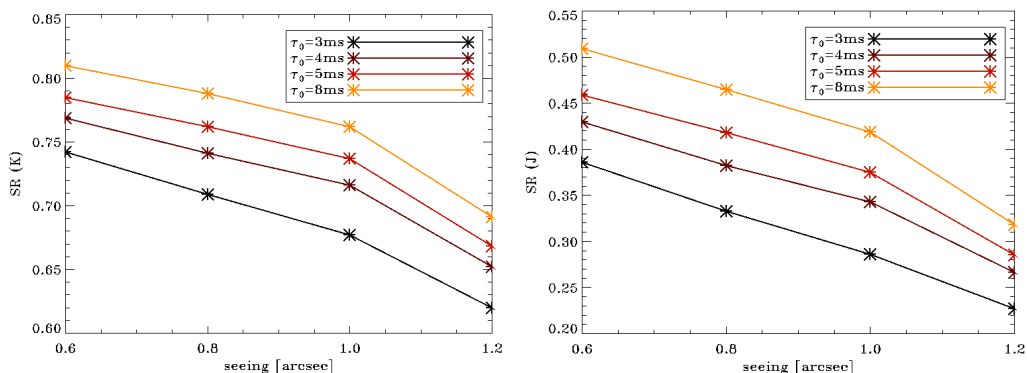 0.85
0.80
0.75
0.70
0.65
0.60
SR (K)
0.6
0.8
1.0
1.2
seeing [arcsec]
τ₀=3ms
τ₀=4ms
τ₀=5ms
τ₀=8ms
0.55
0.50
0.45
0.40
0.35
0.30
0.25
0.20
SR (J)
0.6
0.8
1.0
1.2
seeing [arcsec]
τ₀=3ms
τ₀=4ms
τ₀=5ms
τ₀=8ms